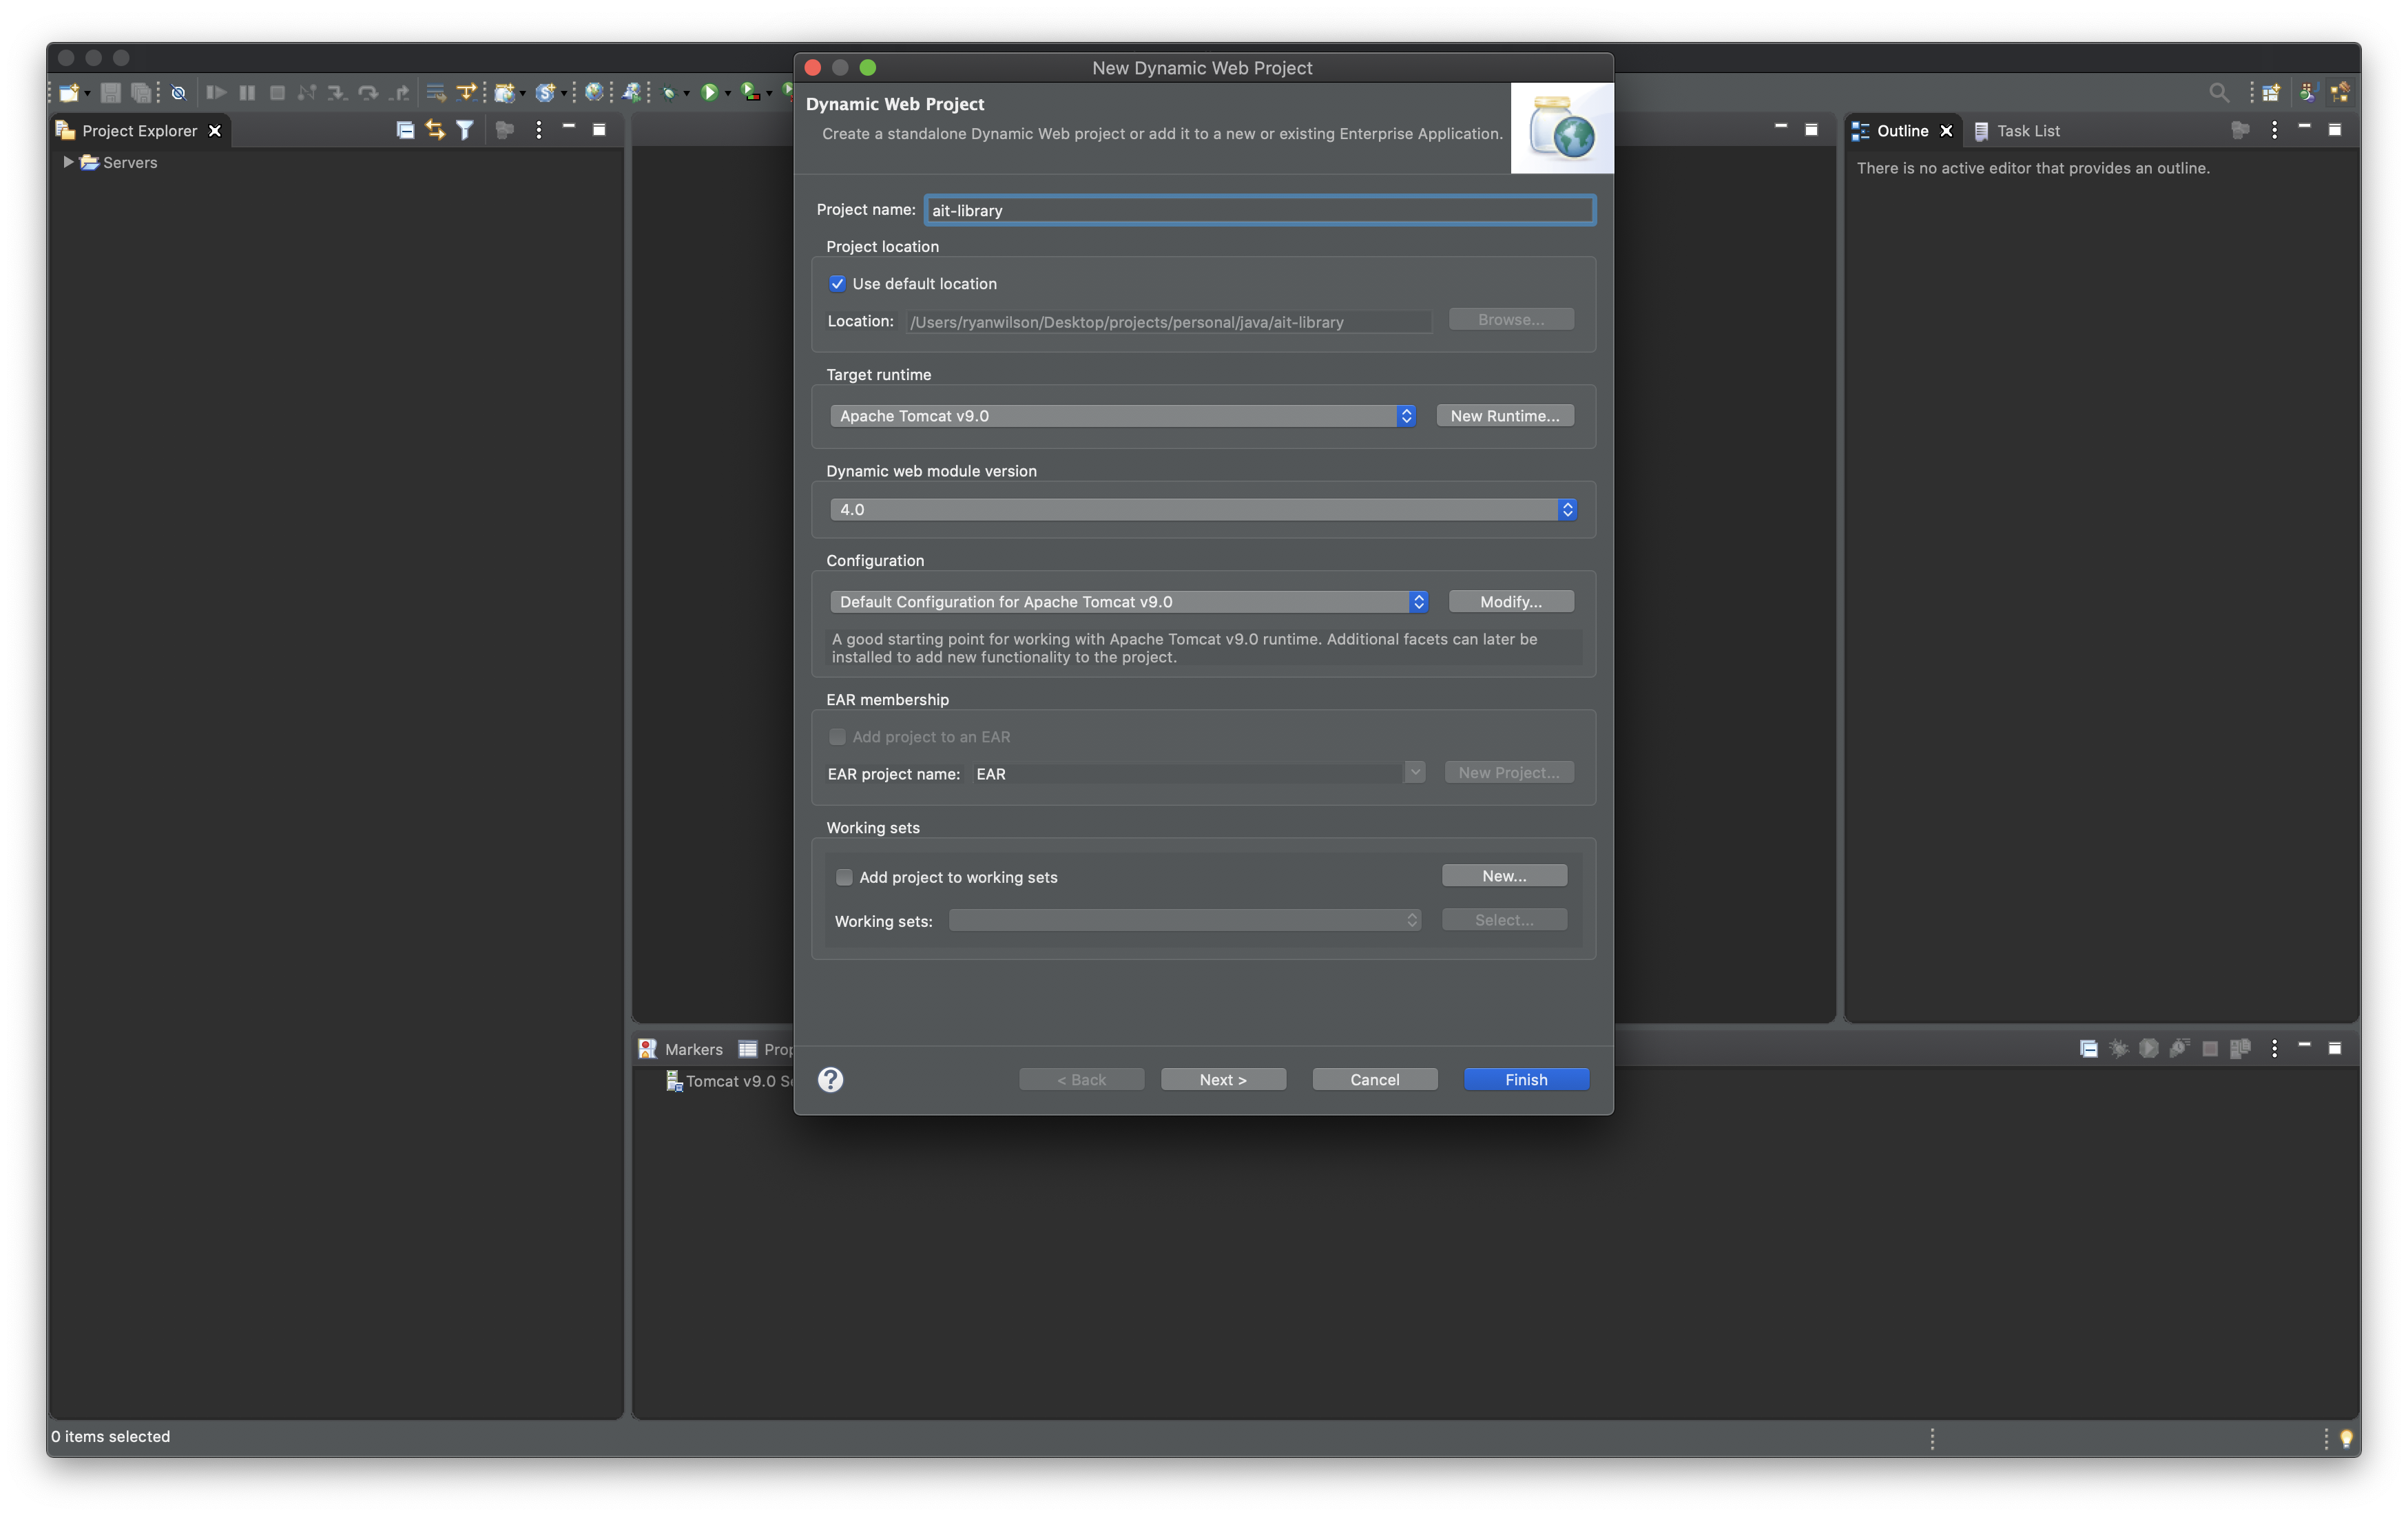 New Dynamic Web Project
Dynamic Web Project
Create a standalone Dynamic Web project or add it to a new or existing Enterprise Application.
Project Explorer
Servers
Outline
Task List
There is no active editor that provides an outline.
Project name: ait-library
Project location
Use default location
Location: /Users/ryanwilson/Desktop/projects/personal/java/ait-library Browse...
Target runtime
Apache Tomcat v9.0 New Runtime...
Dynamic web module version
4.0
Configuration
Default Configuration for Apache Tomcat v9.0 Modify...
A good starting point for working with Apache Tomcat v9.0 runtime. Additional facets can later be
installed to add new functionality to the project.
EAR membership
Add project to an EAR
EAR project name: EAR New Project...
Working sets
Add project to working sets New...
Working sets: Select...
< Back Next > Cancel Finish
Markers
Tomcat v9.0
0 items selected